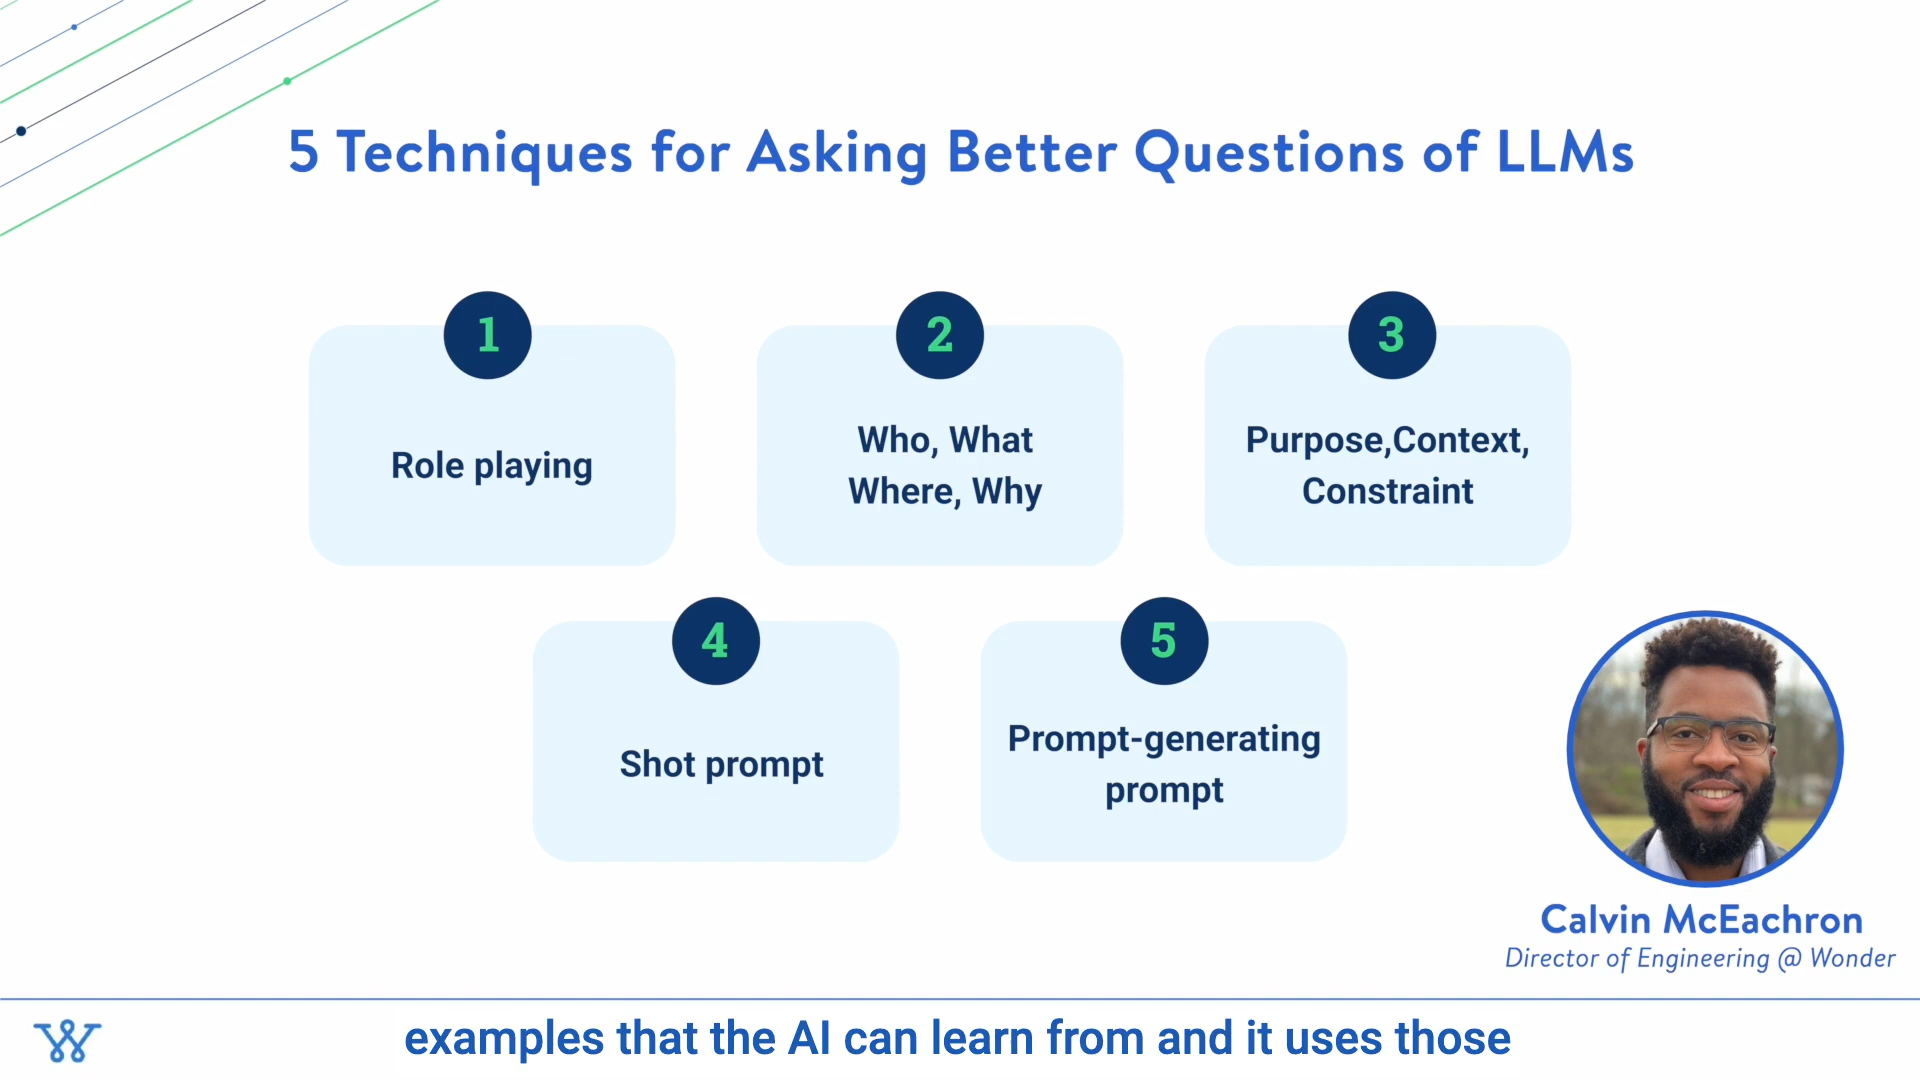 5 Techniques for Asking Better Questions of LLMs
1
Role playing
2
Who, What
Where, Why
3
Purpose,Context,
Constraint
4
Shot prompt
5
Prompt-generating
prompt
Calvin McEachron
Director of Engineering @ Wonder
W
examples that the AI can learn from and it uses those